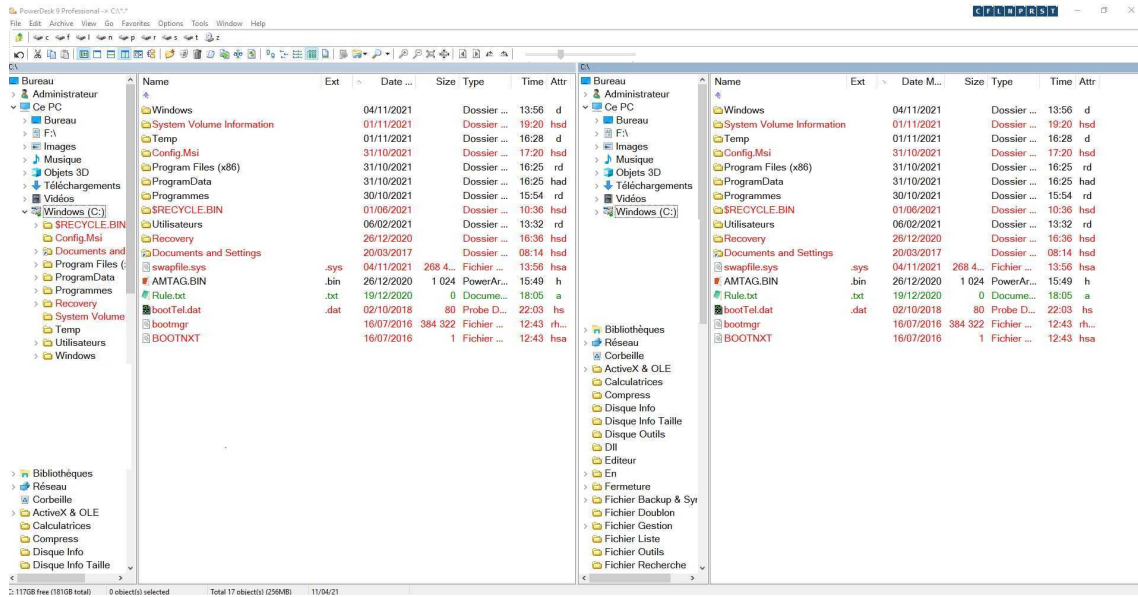 PowerDesk 9 Professional -> C:\*.*
C F L N P R S T
File Edit Archive View Go Favorites Options Tools Window Help
c f l n p r s t z
C:\
Bureau
Administrateur
Ce PC
Bureau
F:\
Images
Musique
Objets 3D
Téléchargements
Vidéos
Windows (C:)
$RECYCLE.BIN
Config.Msi
Documents and
Program Files (
ProgramData
Programmes
Recovery
System Volume
Temp
Utilisateurs
Windows
Bibliothèques
Réseau
Corbeille
ActiveX & OLE
Calculatrices
Compress
Disque Info
Disque Info Taille
Name Ext Date ... Size Type Time Attr
Windows 04/11/2021 Dossier ... 13:56 d
System Volume Information 01/11/2021 Dossier ... 19:20 hsd
Temp 01/11/2021 Dossier ... 16:28 d
Config.Msi 31/10/2021 Dossier ... 17:20 hsd
Program Files (x86) 31/10/2021 Dossier ... 16:25 rd
ProgramData 31/10/2021 Dossier ... 16:25 had
Programmes 30/10/2021 Dossier ... 15:54 rd
$RECYCLE.BIN 01/06/2021 Dossier ... 10:36 hsd
Utilisateurs 06/02/2021 Dossier ... 13:32 rd
Recovery 26/12/2020 Dossier ... 16:36 hsd
Documents and Settings 20/03/2017 Dossier ... 08:14 hsd
swapfile.sys .sys 04/11/2021 268 4... Fichier ... 13:56 hsa
AMTAG.BIN .bin 26/12/2020 1 024 PowerAr... 15:49 h
Rule.txt .txt 19/12/2020 0 Docume... 18:05 a
bootTel.dat .dat 02/10/2018 80 Probe D... 22:03 hs
bootmgr 16/07/2016 384 322 Fichier ... 12:43 rh...
BOOTNXT 16/07/2016 1 Fichier ... 12:43 hsa
C:\
Bureau
Administrateur
Ce PC
Bureau
F:\
Images
Musique
Objets 3D
Téléchargements
Vidéos
Windows (C:)
Bibliothèques
Réseau
Corbeille
ActiveX & OLE
Calculatrices
Compress
Disque Info
Disque Info Taille
Disque Outils
Dll
Editeur
En
Fermeture
Fichier Backup & Syn
Fichier Doublon
Fichier Gestion
Fichier Liste
Fichier Outils
Fichier Recherche
Name Ext Date M... Size Type Time Attr
Windows 04/11/2021 Dossier ... 13:56 d
System Volume Information 01/11/2021 Dossier ... 19:20 hsd
Temp 01/11/2021 Dossier ... 16:28 d
Config.Msi 31/10/2021 Dossier ... 17:20 hsd
Program Files (x86) 31/10/2021 Dossier ... 16:25 rd
ProgramData 31/10/2021 Dossier ... 16:25 had
Programmes 30/10/2021 Dossier ... 15:54 rd
$RECYCLE.BIN 01/06/2021 Dossier ... 10:36 hsd
Utilisateurs 06/02/2021 Dossier ... 13:32 rd
Recovery 26/12/2020 Dossier ... 16:36 hsd
Documents and Settings 20/03/2017 Dossier ... 08:14 hsd
swapfile.sys .sys 04/11/2021 268 4... Fichier ... 13:56 hsa
AMTAG.BIN .bin 26/12/2020 1 024 PowerAr... 15:49 h
Rule.txt .txt 19/12/2020 0 Docume... 18:05 a
bootTel.dat .dat 02/10/2018 80 Probe D... 22:03 hs
bootmgr 16/07/2016 384 322 Fichier ... 12:43 rh...
BOOTNXT 16/07/2016 1 Fichier ... 12:43 hsa
C: 117GB free (181GB total) 0 object(s) selected Total 17 object(s) (256MB) 11/04/21